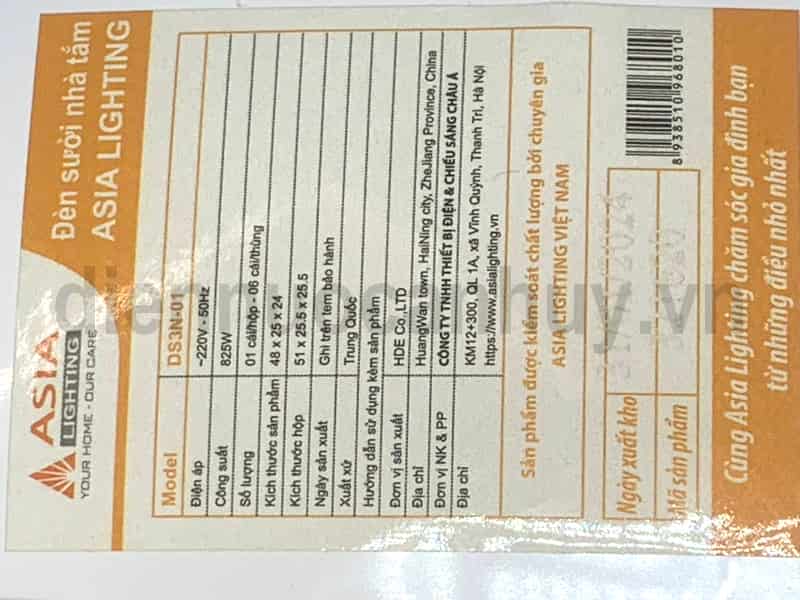 ASIA
LIGHTING
YOUR HOME - OUR CARE
Đèn sưởi nhà tắm
ASIA LIGHTING
Model DS3N-01
Điện áp ~220V - 50Hz
Công suất 825W
Số lượng 01 cái/hộp - 06 cái/thùng
Kích thước sản phẩm 48 x 25 x 24
Kích thước hộp 51 x 25.5 x 25.5
Ngày sản xuất Ghi trên tem bảo hành
Xuất xứ Trung Quốc
Hướng dẫn sử dụng kèm sản phẩm
Đơn vị sản xuất HDE Co.,LTD
Địa chỉ HuangWan town, HaiNing city, ZheJiang Province, China
Đơn vị NK & PP CÔNG TY TNHH THIẾT BỊ ĐIỆN & CHIẾU SÁNG CHÂU Á
Địa chỉ KM12+300, QL 1A, xã Vĩnh Quỳnh, Thanh Trì, Hà Nội
https://www.asialighting.vn
Sản phẩm được kiểm soát chất lượng bởi chuyên gia
ASIA LIGHTING VIỆT NAM
Ngày xuất kho
Mã sản phẩm
8 938510 968010
Cùng Asia Lighting chăm sóc gia đình bạn
từ những điều nhỏ nhất